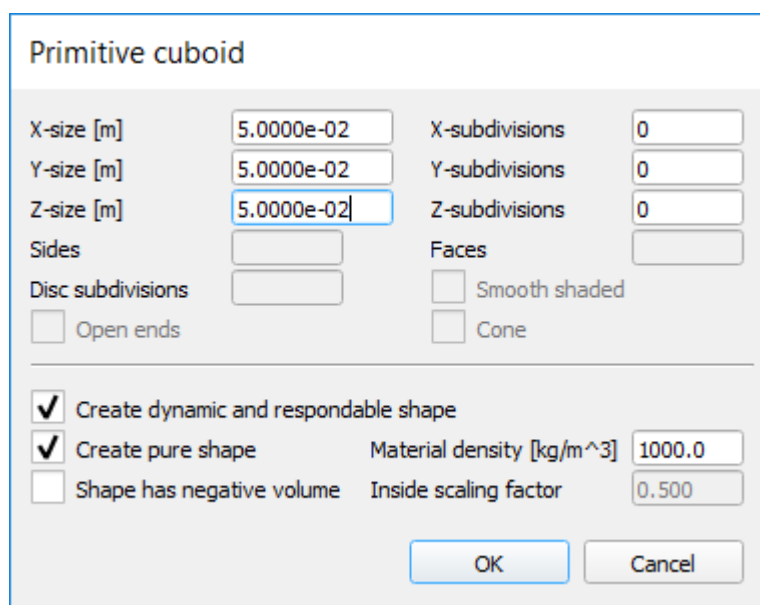 Primitive cuboid
X-size [m] 5.0000e-02 X-subdivisions 0
Y-size [m] 5.0000e-02 Y-subdivisions 0
Z-size [m] 5.0000e-02 Z-subdivisions 0
Sides Faces
Disc subdivisions Smooth shaded
Open ends Cone
Create dynamic and respondable shape
Create pure shape Material density [kg/m^3] 1000.0
Shape has negative volume Inside scaling factor 0.500
OK Cancel